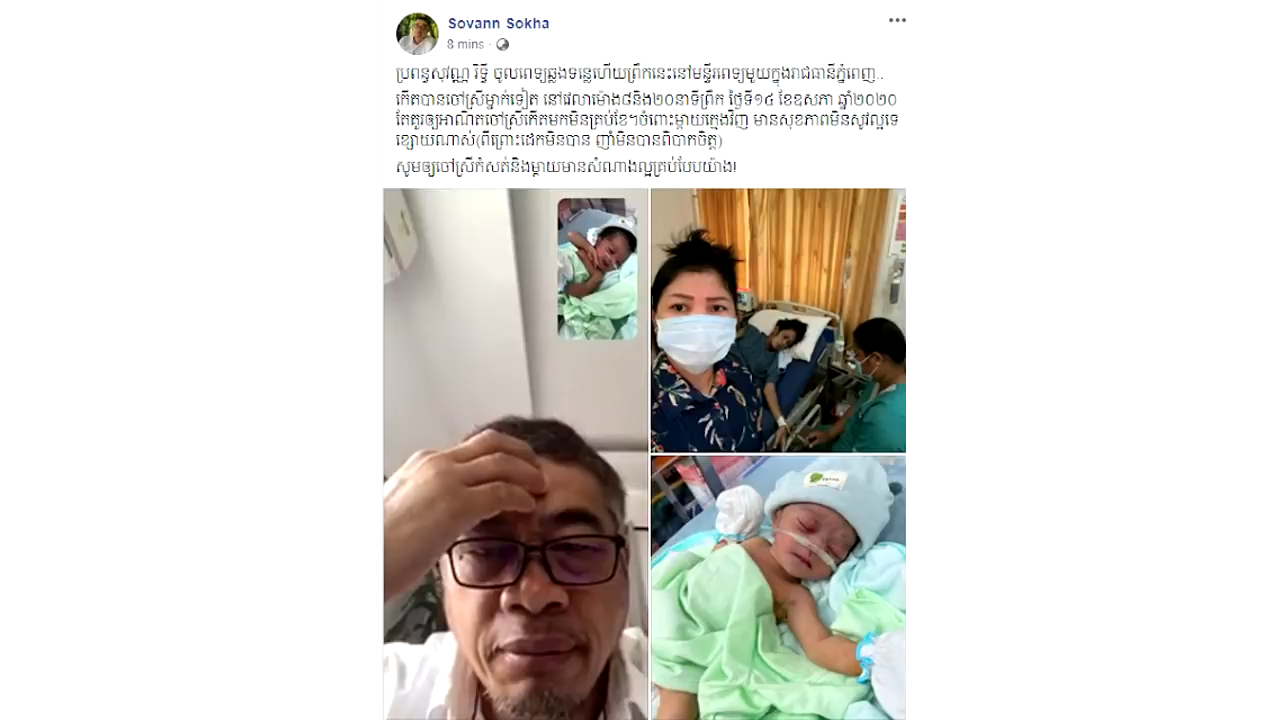 Sovann Sokha
8 mins ·
ប្រពន្ធសុវណ្ណ រិទ្ធី ចូលពេទ្យឆ្លងទន្លេហើយព្រឹកនេះនៅមន្ទីរពេទ្យមួយក្នុងរាជធានីភ្នំពេញ..
កើតបានចៅស្រីម្នាក់ទៀត នៅវេលាម៉ោង៨និង២០នាទីព្រឹក ថ្ងៃទី១៤ ខែឧសភា ឆ្នាំ២០២០
តែគួរឲ្យអាណិតចៅស្រីកើតមកមិនគ្រប់ខែ។ចំពោះម្តាយក្មេងវិញ មានសុខភាពមិនសូវល្អទេ
ខ្សោយណាស់(ពីព្រោះដេកមិនបាន ញ៉ាំមិនបានពិបាកចិត្ត)
សូមឲ្យចៅស្រីកំសត់និងម្តាយមានសំណាងល្អគ្រប់បែបយ៉ាង!